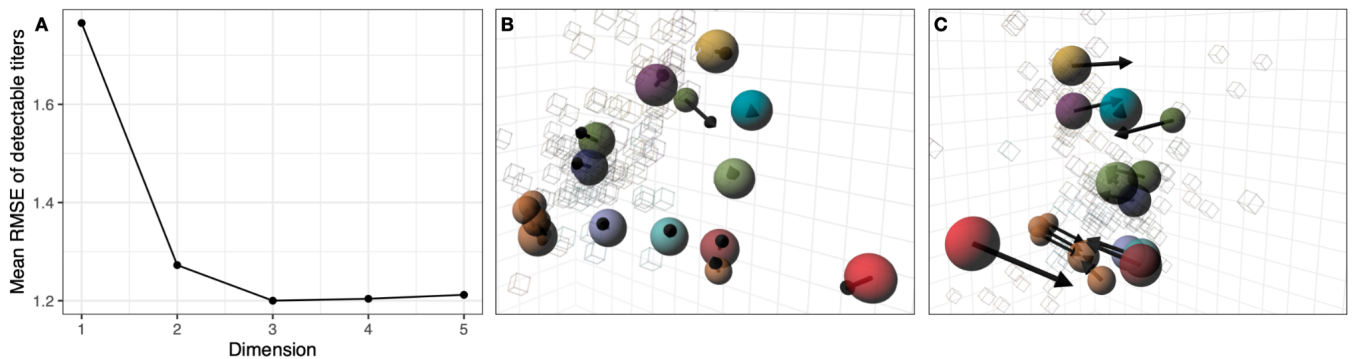 A
B
C
Mean RMSE of detectable titers
1.6
1.4
1.2
1 2 3 4 5
Dimension